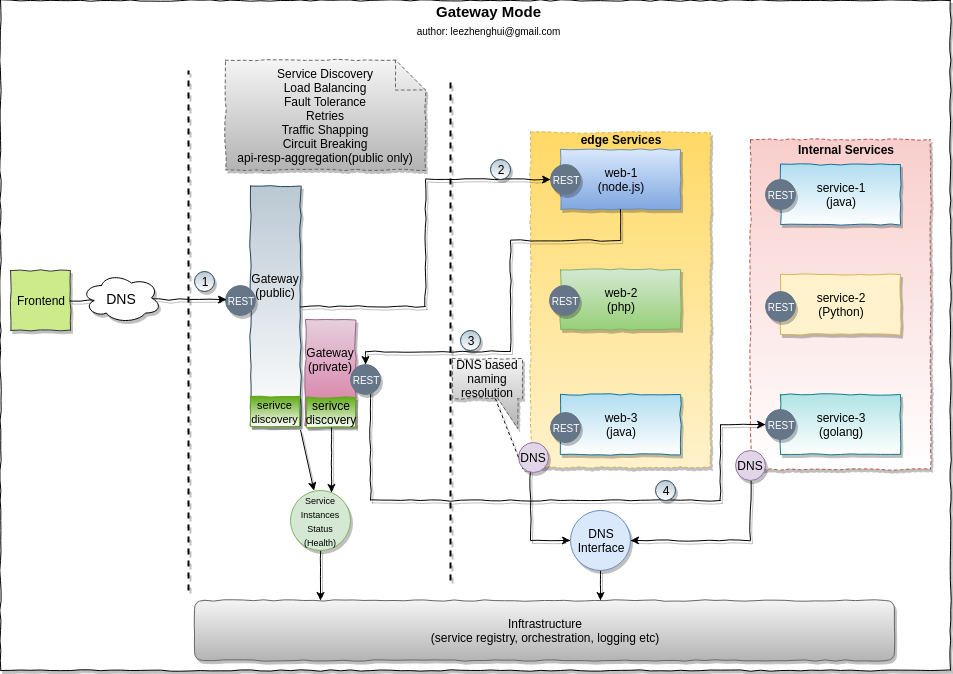 Gateway Mode
author: leezhenghui@gmail.com
Service Discovery
Load Balancing
Fault Tolerance
Retries
Traffic Shapping
Circuit Breaking
api-resp-aggregation(public only)
edge Services
Internal Services
2
REST
web-1
(node.js)
REST
service-1
(java)
Frontend
DNS
1
REST
Gateway
(public)
REST
web-2
(php)
REST
service-2
(Python)
Gateway
(private)
REST
3
DNS based
naming
resolution
serivce
discovery
serivce
discovery
REST
web-3
(java)
REST
service-3
(golang)
DNS
DNS
4
Service
Instances
Status
(Health)
DNS
Interface
Inftrastructure
(service registry, orchestration, logging etc)